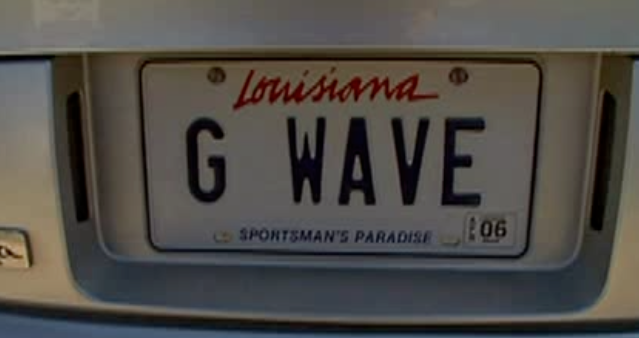 Louisiana
G WAVE
SPORTSMAN'S PARADISE
06